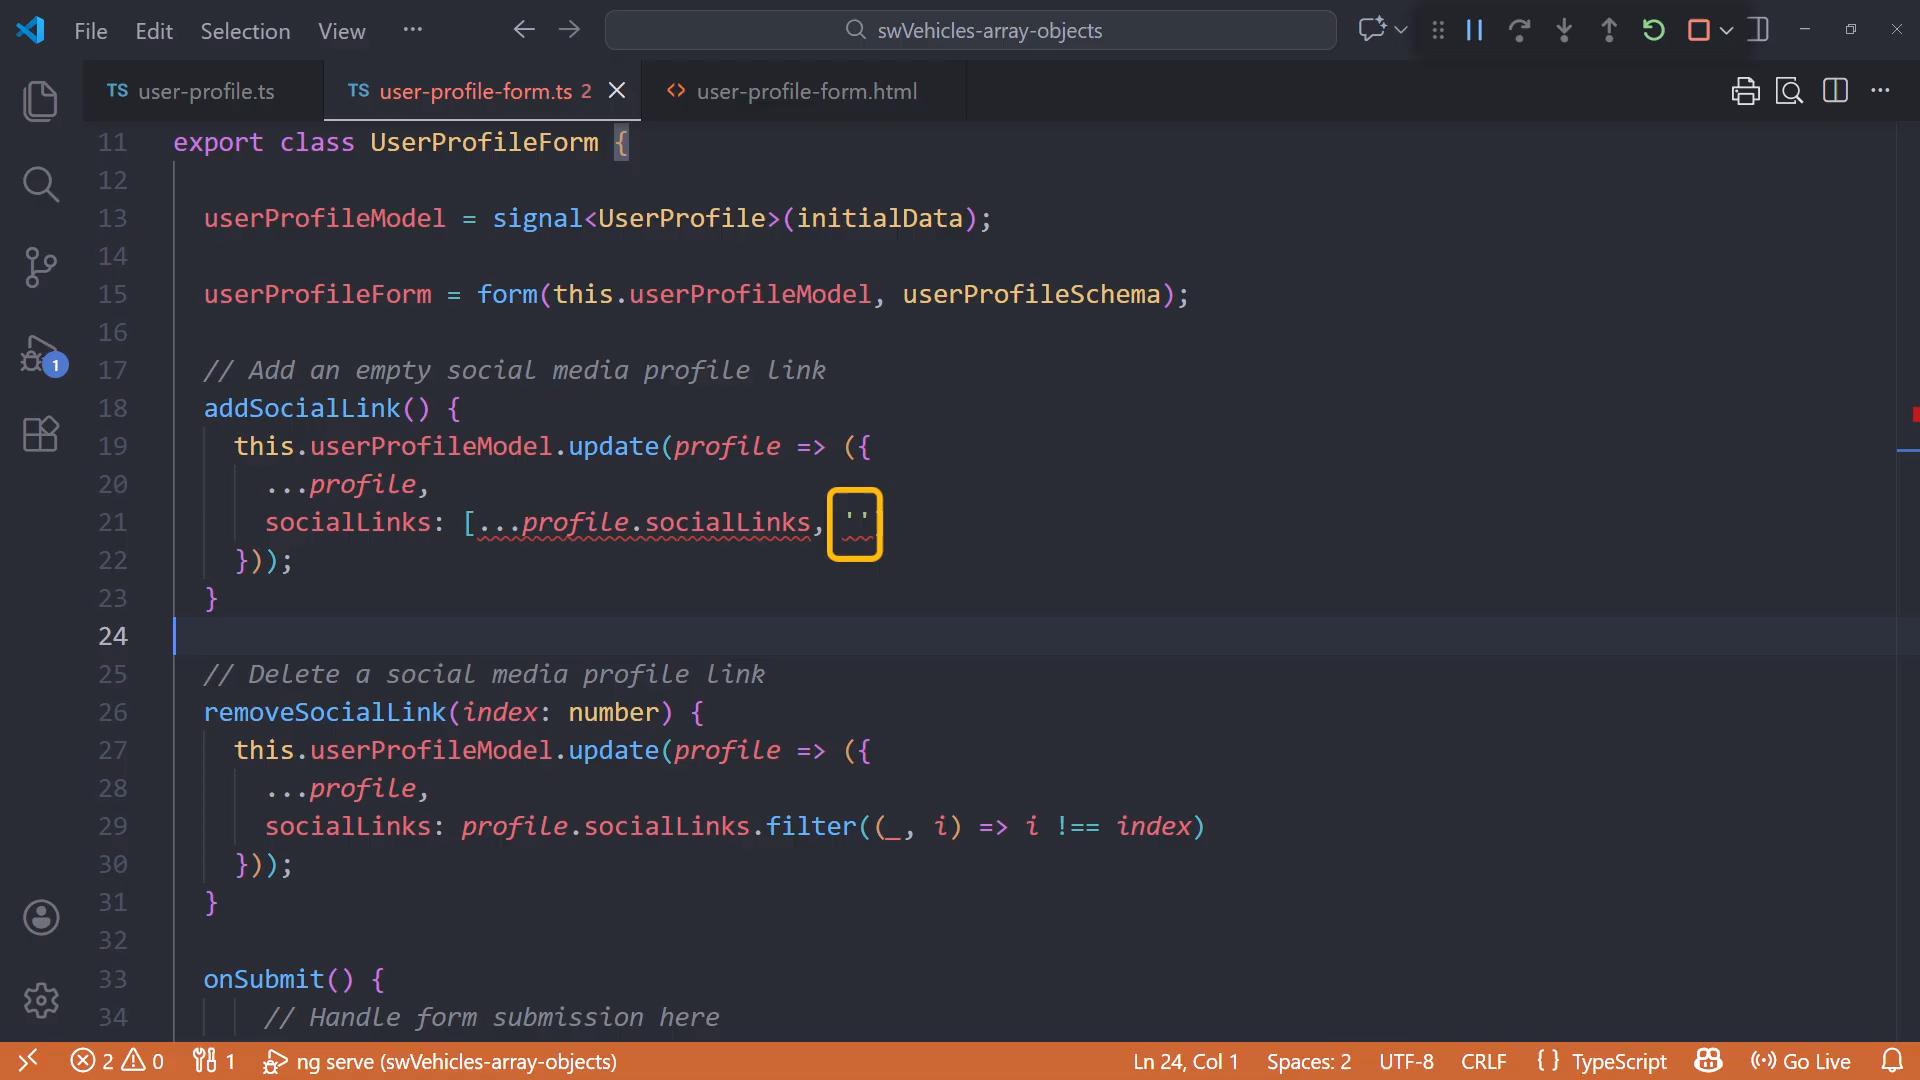 File Edit Selection View ··· swVehicles-array-objects
TS user-profile.ts TS user-profile-form.ts 2 <> user-profile-form.html
11 export class UserProfileForm {
12
13 userProfileModel = signal<UserProfile>(initialData);
14
15 userProfileForm = form(this.userProfileModel, userProfileSchema);
16
17 // Add an empty social media profile link
18 addSocialLink() {
19 this.userProfileModel.update(profile => ({
20 ...profile,
21 socialLinks: [...profile.socialLinks, ''
22 }));
23 }
24
25 // Delete a social media profile link
26 removeSocialLink(index: number) {
27 this.userProfileModel.update(profile => ({
28 ...profile,
29 socialLinks: profile.socialLinks.filter((_, i) => i !== index)
30 }));
31 }
32
33 onSubmit() {
34 // Handle form submission here
1
2 0 1 ng serve (swVehicles-array-objects) Ln 24, Col 1 Spaces: 2 UTF-8 CRLF { } TypeScript Go Live